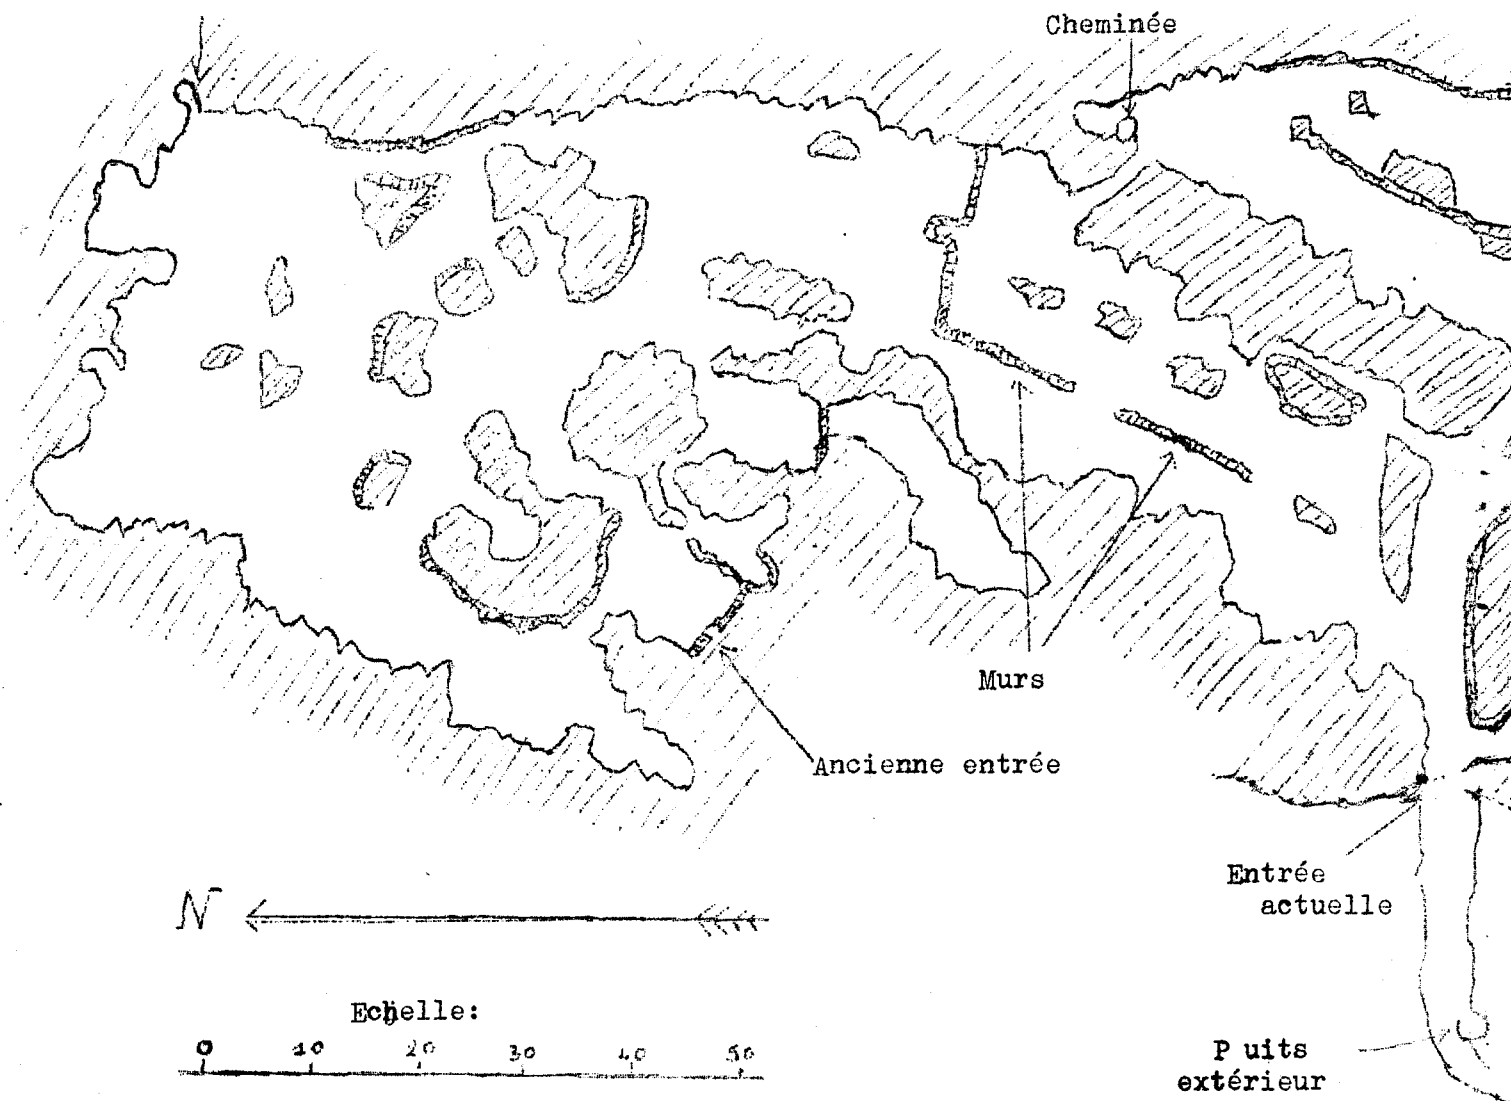 Cheminée
Murs
Ancienne entrée
Entrée
actuelle
N
Echelle:
0 10 20 30 40 50
P uits
extérieur